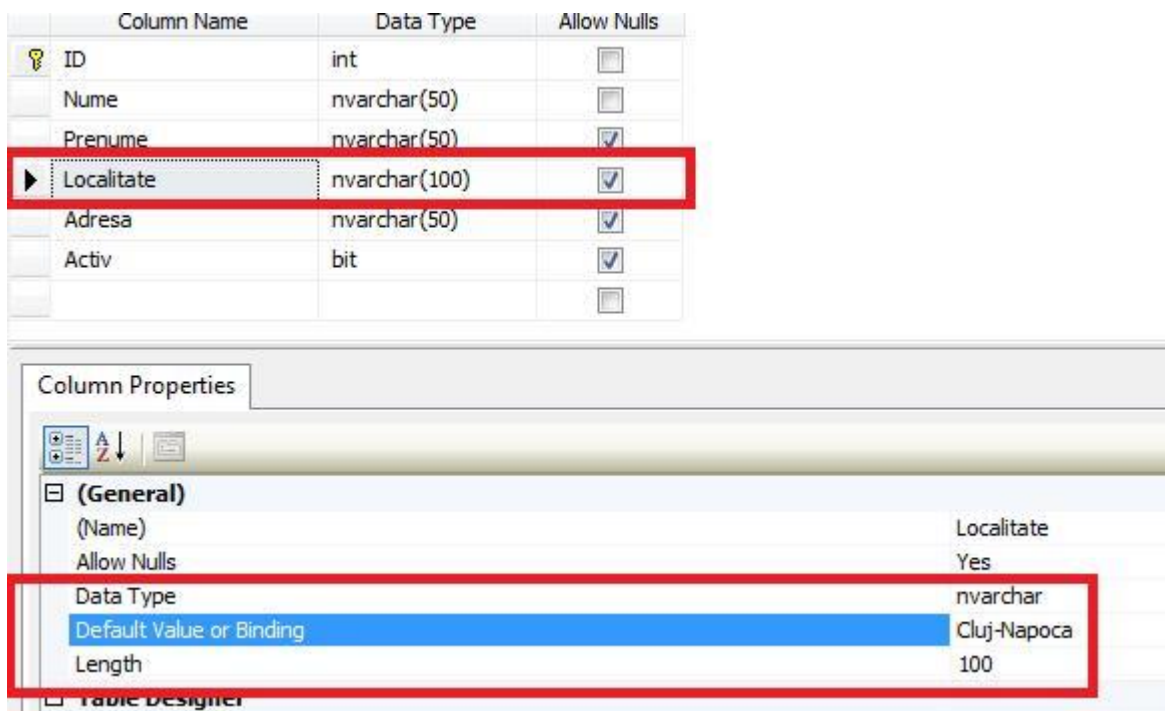 Column Name Data Type Allow Nulls
ID int
Nume nvarchar(50)
Prenume nvarchar(50)
Localitate nvarchar(100)
Adresa nvarchar(50)
Activ bit
Column Properties
A Z
(General)
(Name) Localitate
Allow Nulls Yes
Data Type nvarchar
Default Value or Binding Cluj-Napoca
Length 100
Table Designer